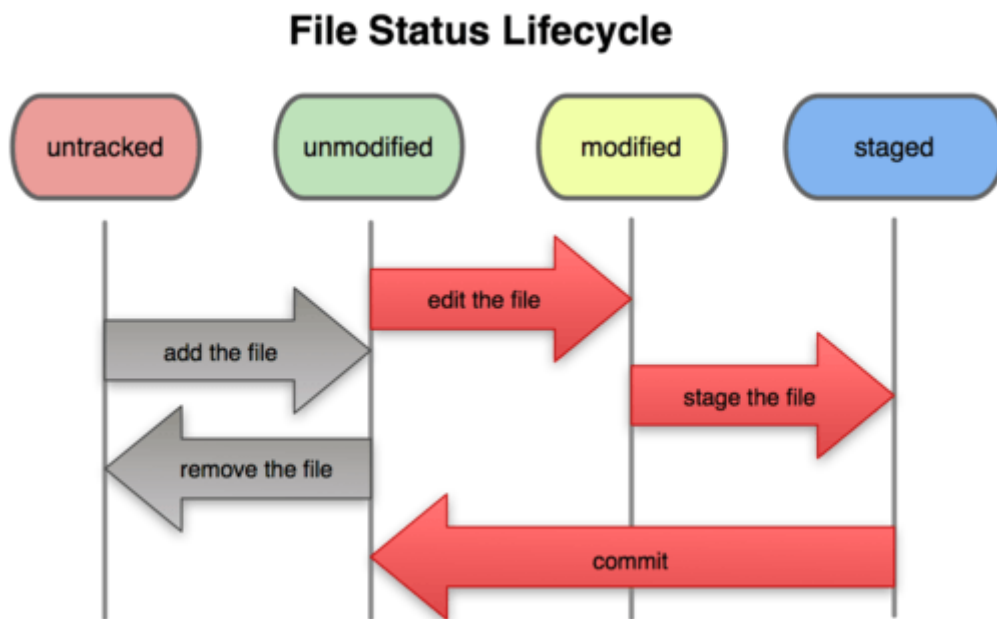 File Status Lifecycle
untracked
unmodified
modified
staged
edit the file
add the file
stage the file
remove the file
commit